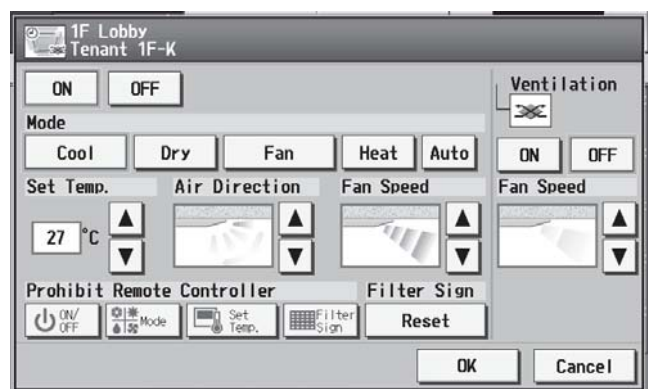 1F Lobby
Tenant 1F-K
ON OFF
Mode
Cool Dry Fan Heat Auto
Set Temp. Air Direction Fan Speed
27 °C
Prohibit Remote Controller Filter Sign
ON/OFF Mode Set Temp. Filter Sign Reset
Ventilation
ON OFF
Fan Speed
OK Cancel